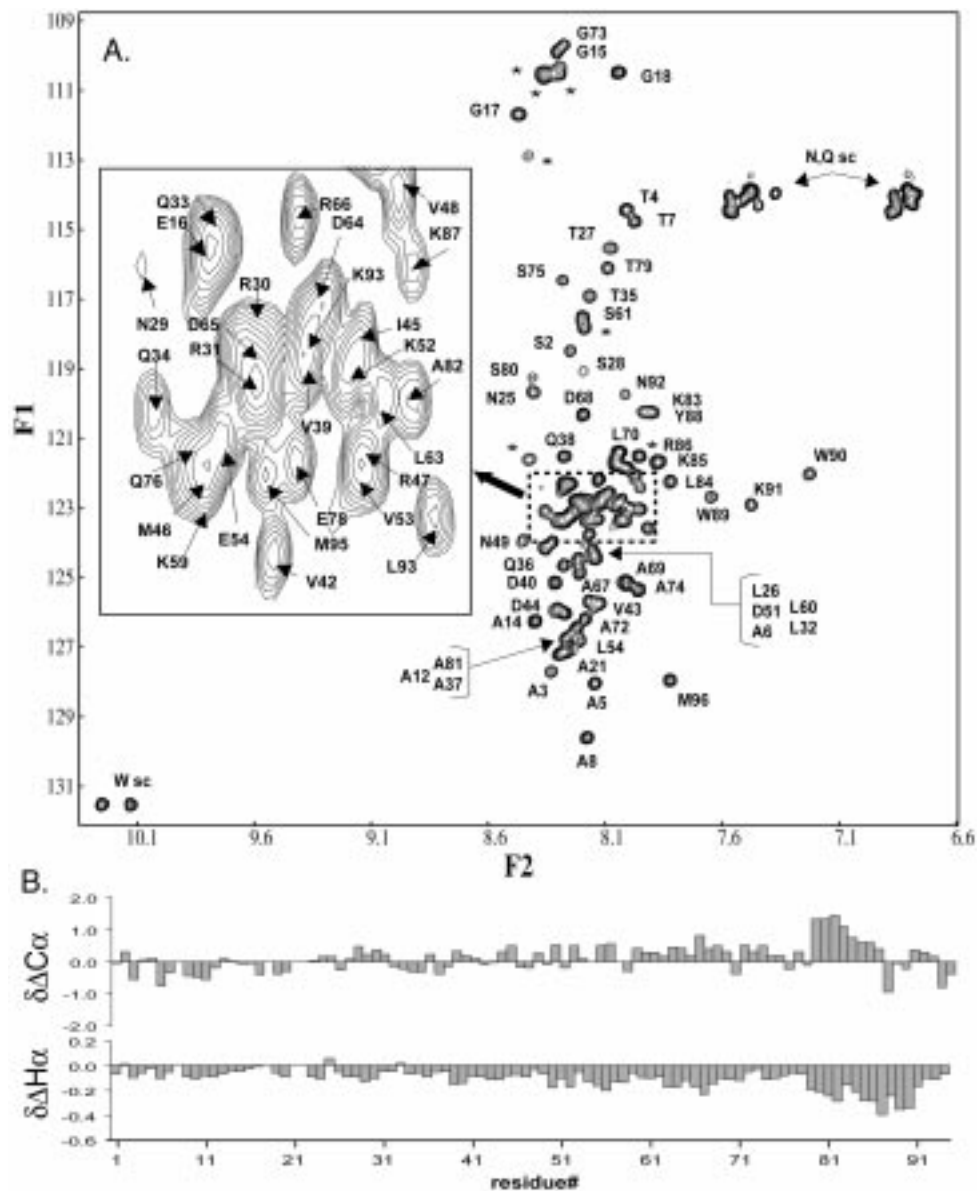 A.
109
111
113
115
117
119
121
123
125
127
129
131
F1
G73
G15
G18
G17
N,Q sc
T4
T7
T27
T79
S75
T35
S61
S2
S28
S80
N92
N25
D68
K83
Y88
Q38
L70
R86
K85
W90
L84
K91
W89
N49
Q36
A69
D40
A67
A74
D44
V43
A14
A72
L54
A12
A81
A37
A21
A3
A5
M96
A8
L26
D51
L60
A6
L32
W sc
Q33
E16
R66
D64
V48
K87
R30
K93
N29
D65
R31
I45
K52
Q34
A82
V39
L63
Q76
R47
M46
E54
E78
V53
K59
M95
L93
V42
10.1 9.6 9.1 8.6 8.1 7.6 7.1 6.6
F2
B.
2.0
1.0
0.0
-1.0
-2.0
δΔCα
0.2
0.0
-0.2
-0.4
-0.6
δΔHα
1 11 21 31 41 51 61 71 81 91
residue#